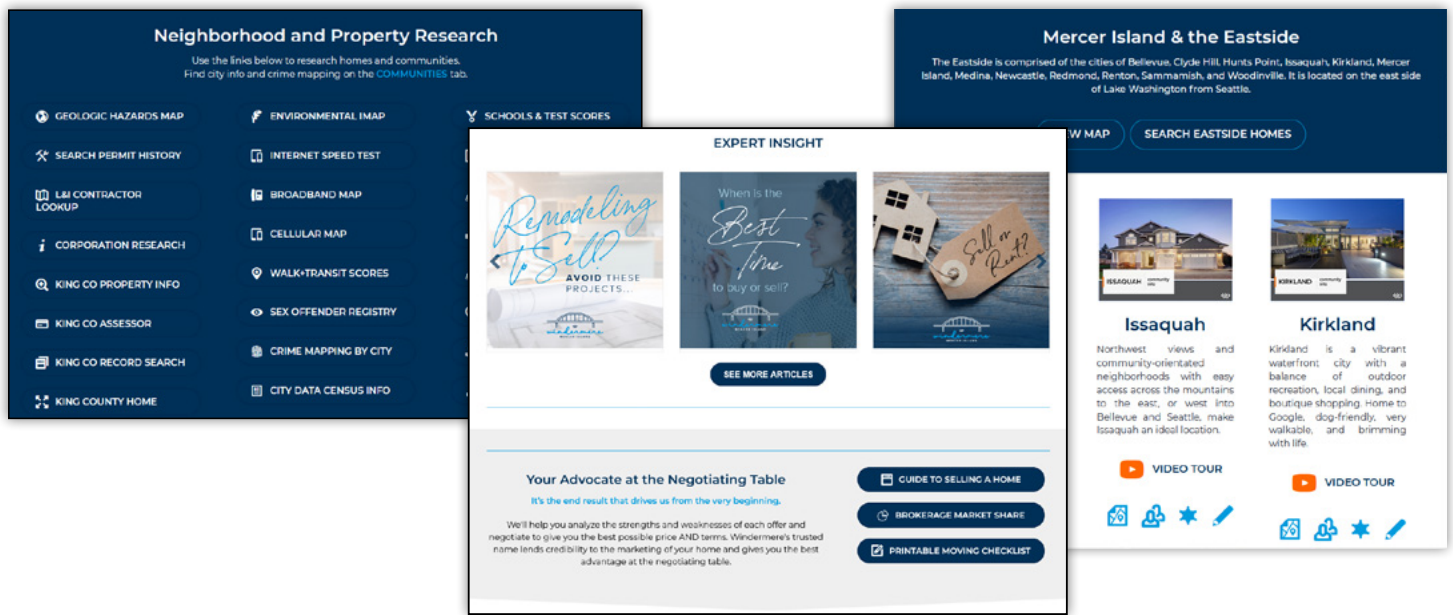 Neighborhood and Property Research
Use the links below to research homes and communities.
Find city info and crime mapping on the COMMUNITIES tab.
GEOLOGIC HAZARDS MAP
SEARCH PERMIT HISTORY
L&I CONTRACTOR
LOOKUP
CORPORATION RESEARCH
KING CO PROPERTY INFO
KING CO ASSESSOR
KING CO RECORD SEARCH
KING COUNTY HOME
ENVIRONMENTAL IMAP
INTERNET SPEED TEST
BROADBAND MAP
CELLULAR MAP
WALK+TRANSIT SCORES
SEX OFFENDER REGISTRY
CRIME MAPPING BY CITY
CITY DATA CENSUS INFO
SCHOOLS & TEST SCORES
EXPERT INSIGHT
Remodeling
to Sell?
AVOID THESE
PROJECTS...
windermere
MERCER ISLAND
When is the
Best
Time
to buy or sell?
windermere
MERCER ISLAND
Sell or
Rent?
windermere
MERCER ISLAND
SEE MORE ARTICLES
Your Advocate at the Negotiating Table
It's the end result that drives us from the very beginning.
We'll help you analyze the strengths and weaknesses of each offer and
negotiate to give you the best possible price AND terms. Windermere's trusted
name lends credibility to the marketing of your home and gives you the best
advantage at the negotiating table.
GUIDE TO SELLING A HOME
BROKERAGE MARKET SHARE
PRINTABLE MOVING CHECKLIST
Mercer Island & the Eastside
The Eastside is comprised of the cities of Bellevue, Clyde Hill, Hunts Point, Issaquah, Kirkland, Mercer
Island, Medina, Newcastle, Redmond, Renton, Sammamish, and Woodinville. It is located on the east side
of Lake Washington from Seattle.
MAP
SEARCH EASTSIDE HOMES
ISSAQUAH
community
Issaquah
Northwest views and
community-orientated
neighborhoods with easy
access across the mountains
to the east, or west into
Bellevue and Seattle, make
Issaquah an ideal location.
VIDEO TOUR
KIRKLAND
community
Kirkland
Kirkland is a vibrant
waterfront city with a
balance of outdoor
recreation, local dining, and
boutique shopping. Home to
Google, dog-friendly, very
walkable, and brimming
with life.
VIDEO TOUR